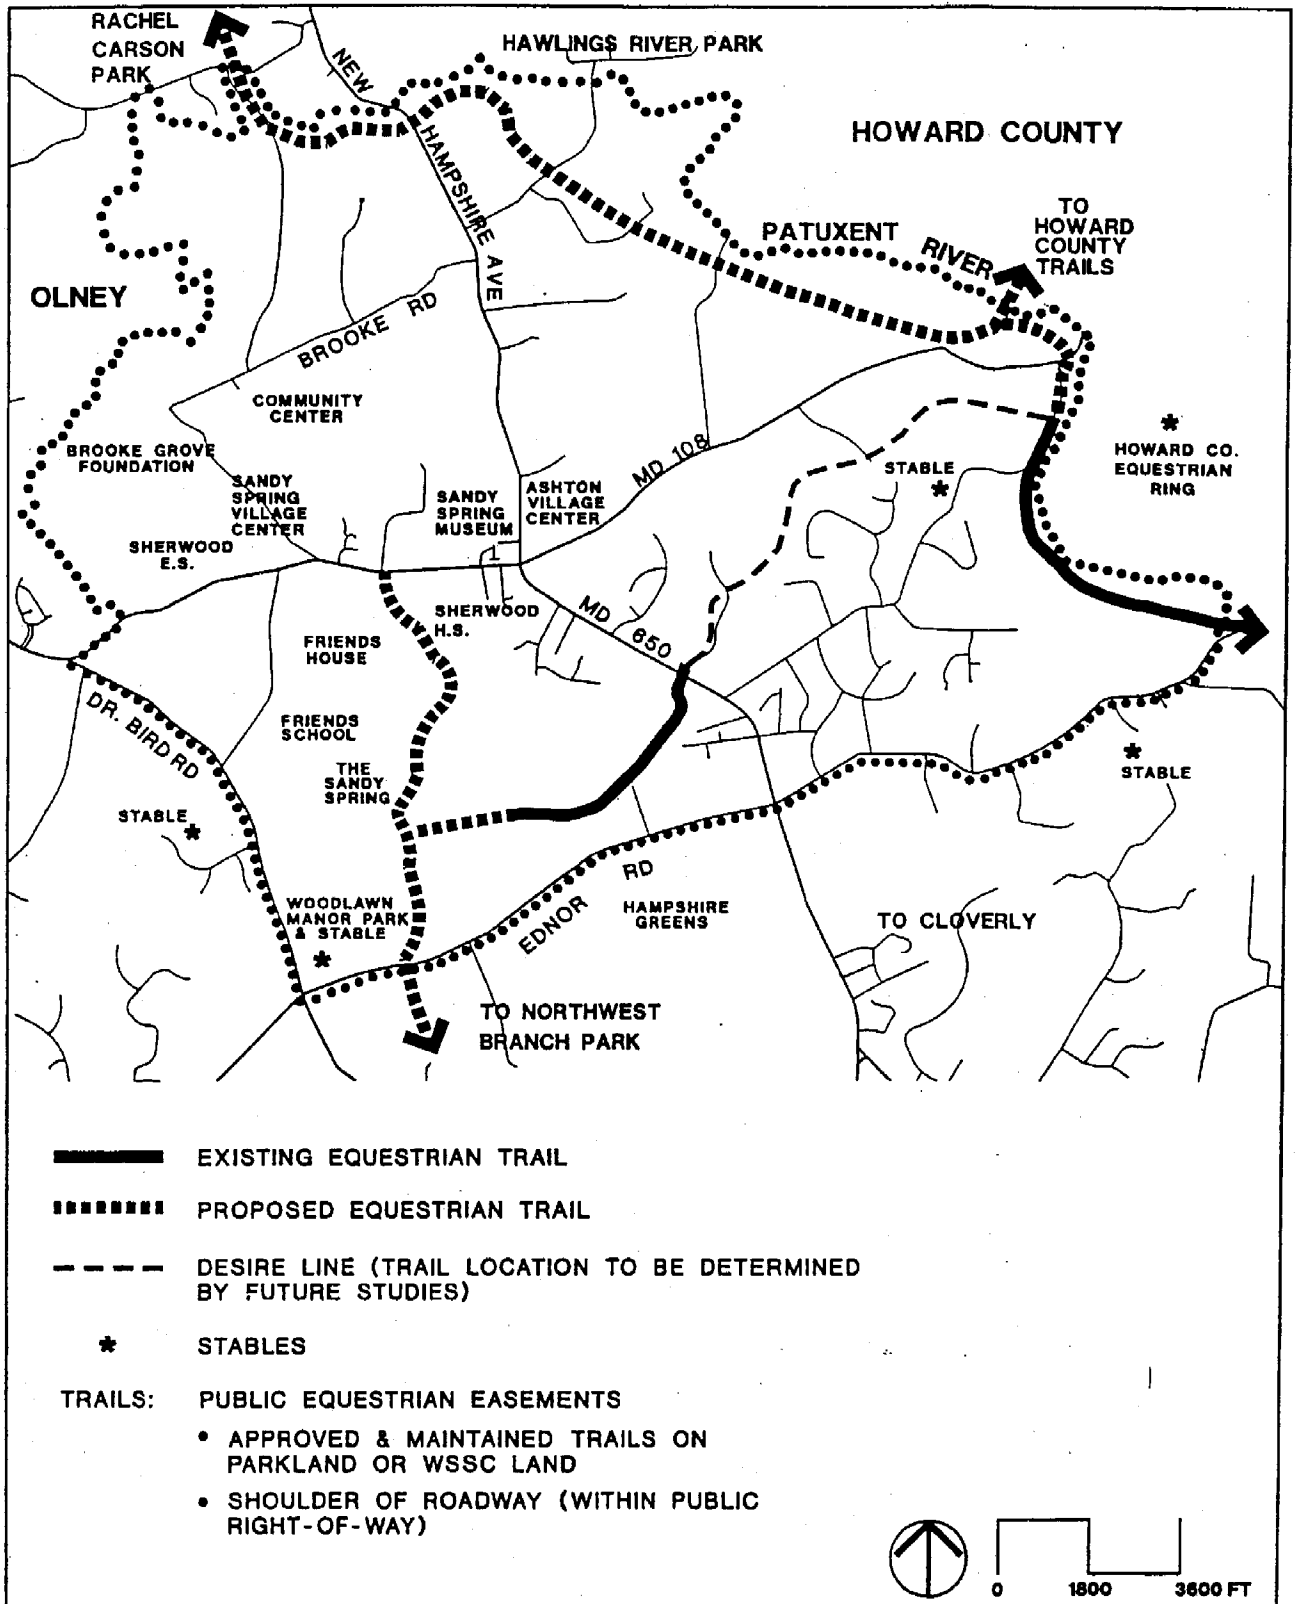 RACHEL
CARSON
PARK
NEW
HAMPSHIRE AVE
HAWLINGS RIVER PARK
HOWARD COUNTY
TO
HOWARD
COUNTY
TRAILS
PATUXENT RIVER
OLNEY
BROOKE RD
COMMUNITY
CENTER
BROOKE GROVE
FOUNDATION
SANDY
SPRING
VILLAGE
CENTER
SANDY
SPRING
MUSEUM
ASHTON
VILLAGE
CENTER
MD 108
STABLE
*
*
HOWARD CO.
EQUESTRIAN
RING
SHERWOOD
E.S.
SHERWOOD
H.S.
MD 650
FRIENDS
HOUSE
FRIENDS
SCHOOL
THE
SANDY
SPRING
DR. BIRD RD
STABLE
*
*
STABLE
WOODLAWN
MANOR PARK
& STABLE
*
EDNOR RD
HAMPSHIRE
GREENS
TO CLOVERLY
TO NORTHWEST
BRANCH PARK
EXISTING EQUESTRIAN TRAIL
PROPOSED EQUESTRIAN TRAIL
DESIRE LINE (TRAIL LOCATION TO BE DETERMINED
BY FUTURE STUDIES)
* STABLES
TRAILS: PUBLIC EQUESTRIAN EASEMENTS
• APPROVED & MAINTAINED TRAILS ON
PARKLAND OR WSSC LAND
• SHOULDER OF ROADWAY (WITHIN PUBLIC
RIGHT-OF-WAY)
0 1800 3600 FT